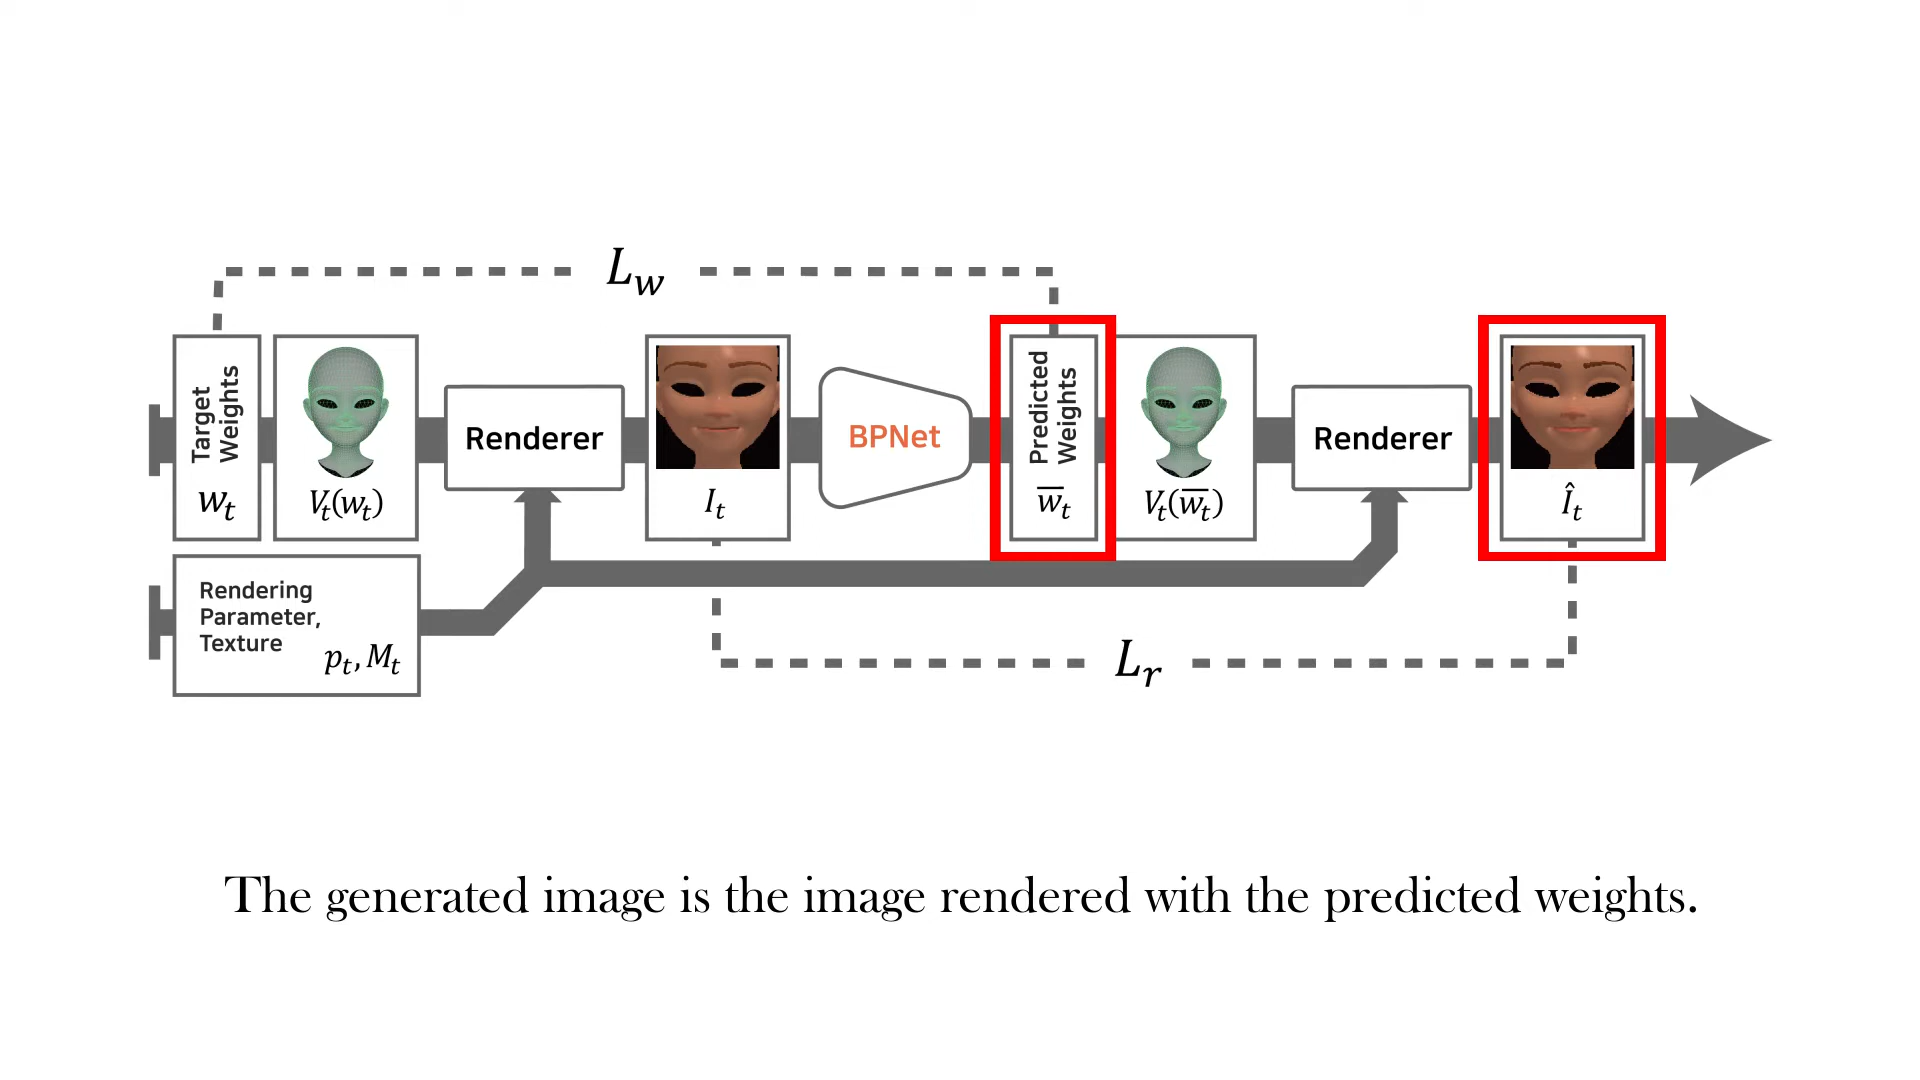 L_w
Target
Weights
w_t
V_t(w_t)
Renderer
I_t
BPNet
Predicted
Weights
w̅_t
V_t(w̅_t)
Renderer
Î_t
Rendering
Parameter,
Texture
p_t, M_t
L_r
The generated image is the image rendered with the predicted weights.